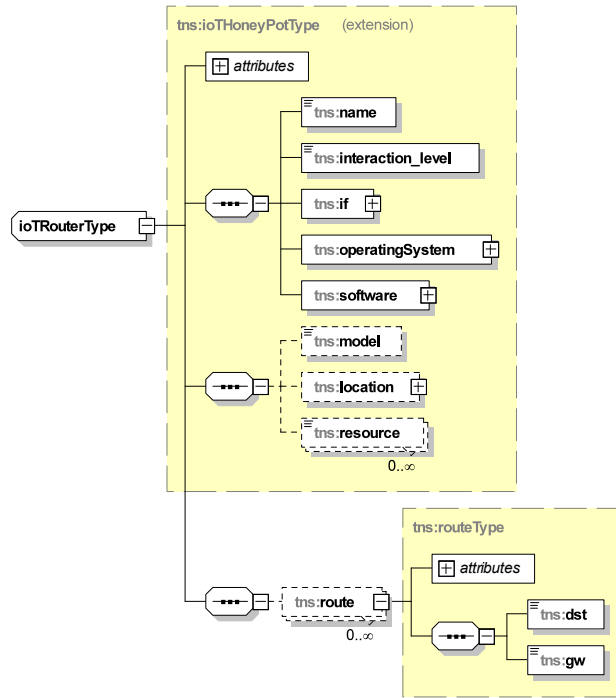 tns:ioTHoneyPotType (extension)
attributes
tns:name
tns:interaction_level
tns:if
ioTRouterType
tns:operatingSystem
tns:software
tns:model
tns:location
tns:resource
0..∞
tns:routeType
attributes
tns:route
0..∞
tns:dst
tns:gw